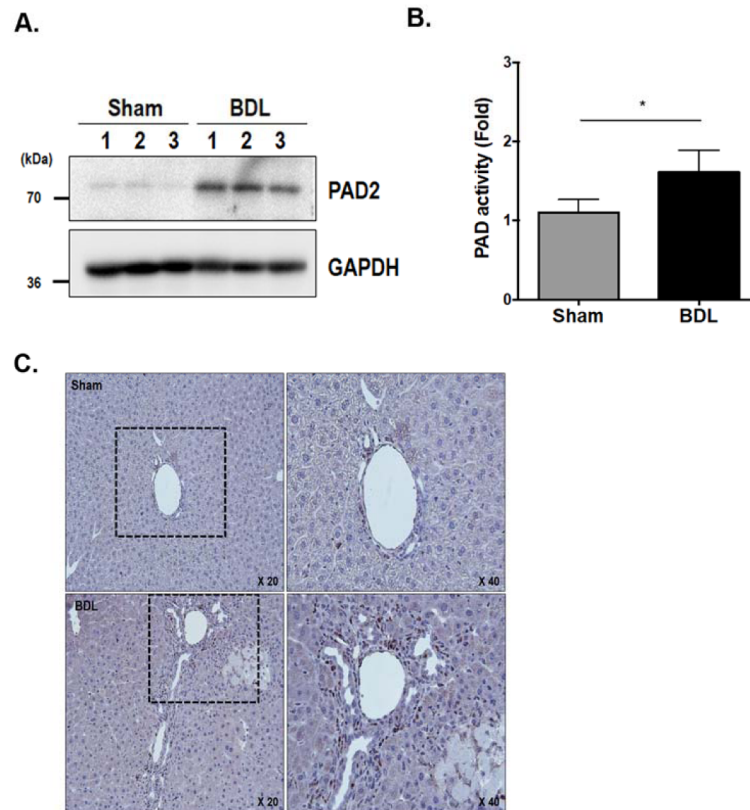 A.
Sham BDL
1 2 3 1 2 3
(kDa)
70
PAD2
36
GAPDH
B.
PAD activity (Fold)
3
2
1
0
*
Sham BDL
C.
Sham
X 20
X 40
BDL
X 20
X 40